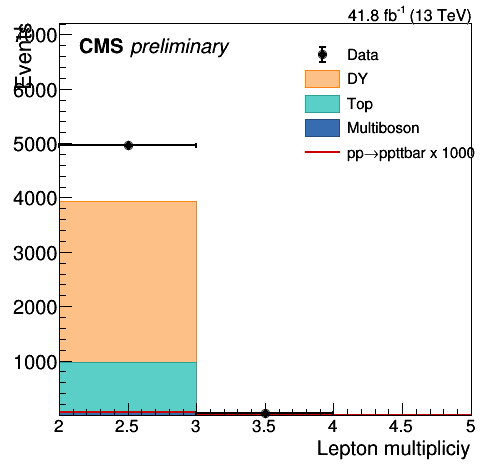 41.8 fb⁻¹ (13 TeV)
CMS preliminary
Events
Data
DY
Top
Multiboson
pp→ppttbar x 1000
7000
6000
5000
4000
3000
2000
1000
2 2.5 3 3.5 4 4.5 5
Lepton multipliciy